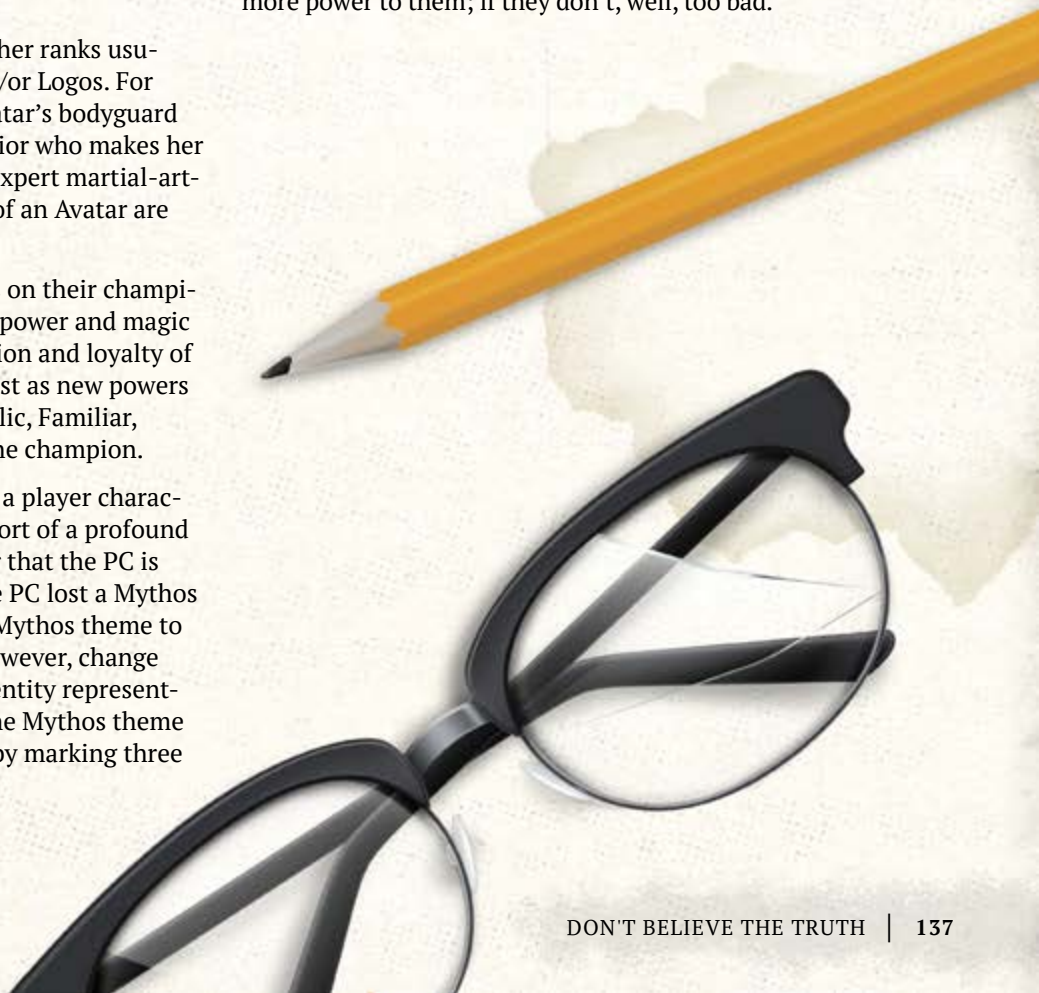 more power to them; if they don't, well, too bad.
her ranks usu-
/or Logos. For
atar's bodyguard
ior who makes her
xpert martial-art-
of an Avatar are
on their champi-
power and magic
ion and loyalty of
st as new powers
lic, Familiar,
he champion.
a player charac-
ort of a profound
that the PC is
e PC lost a Mythos
Mythos theme to
wever, change
entity represent-
he Mythos theme
by marking three
DON'T BELIEVE THE TRUTH | 137